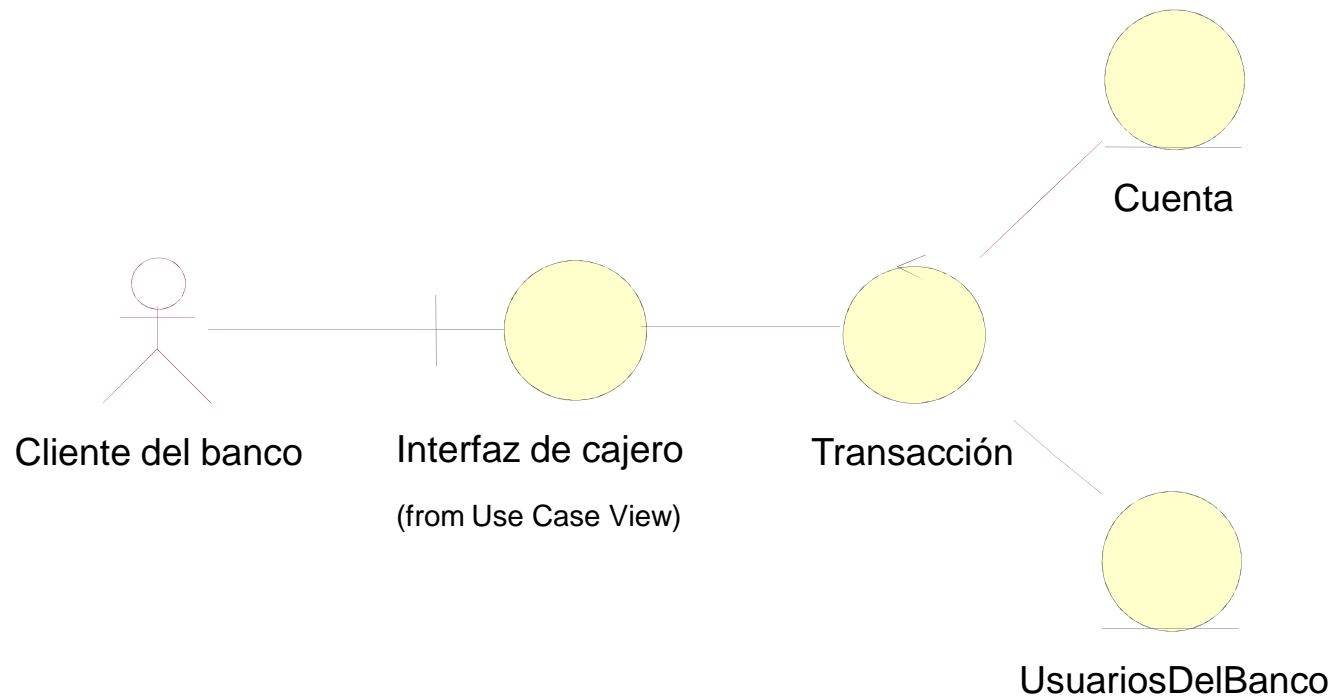 Cuenta
Cliente del banco
Interfaz de cajero
(from Use Case View)
Transacción
UsuariosDelBanco